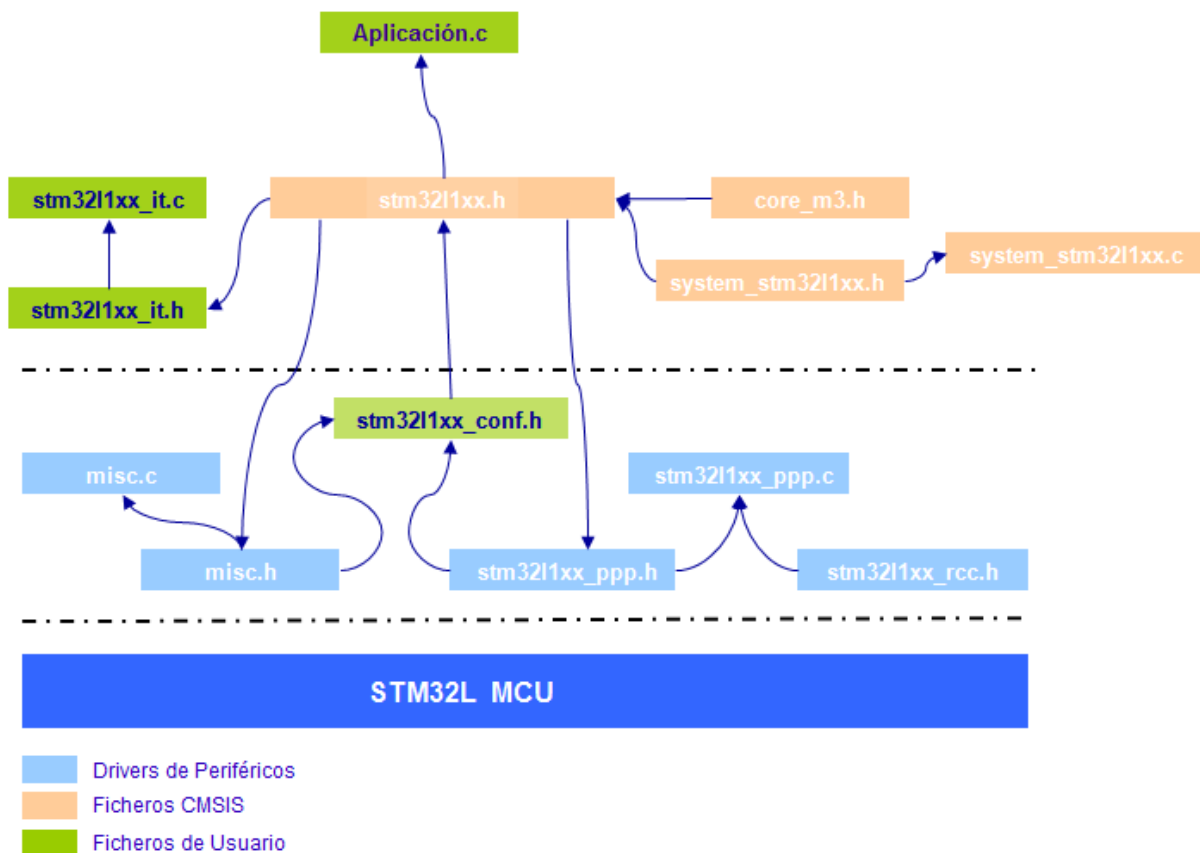 Aplicación.c
stm32l1xx_it.c
stm32l1xx.h
core_m3.h
system_stm32l1xx.c
system_stm32l1xx.h
stm32l1xx_it.h
stm32l1xx_conf.h
misc.c
stm32l1xx_ppp.c
misc.h
stm32l1xx_ppp.h
stm32l1xx_rcc.h
STM32L MCU
Drivers de Periféricos
Ficheros CMSIS
Ficheros de Usuario